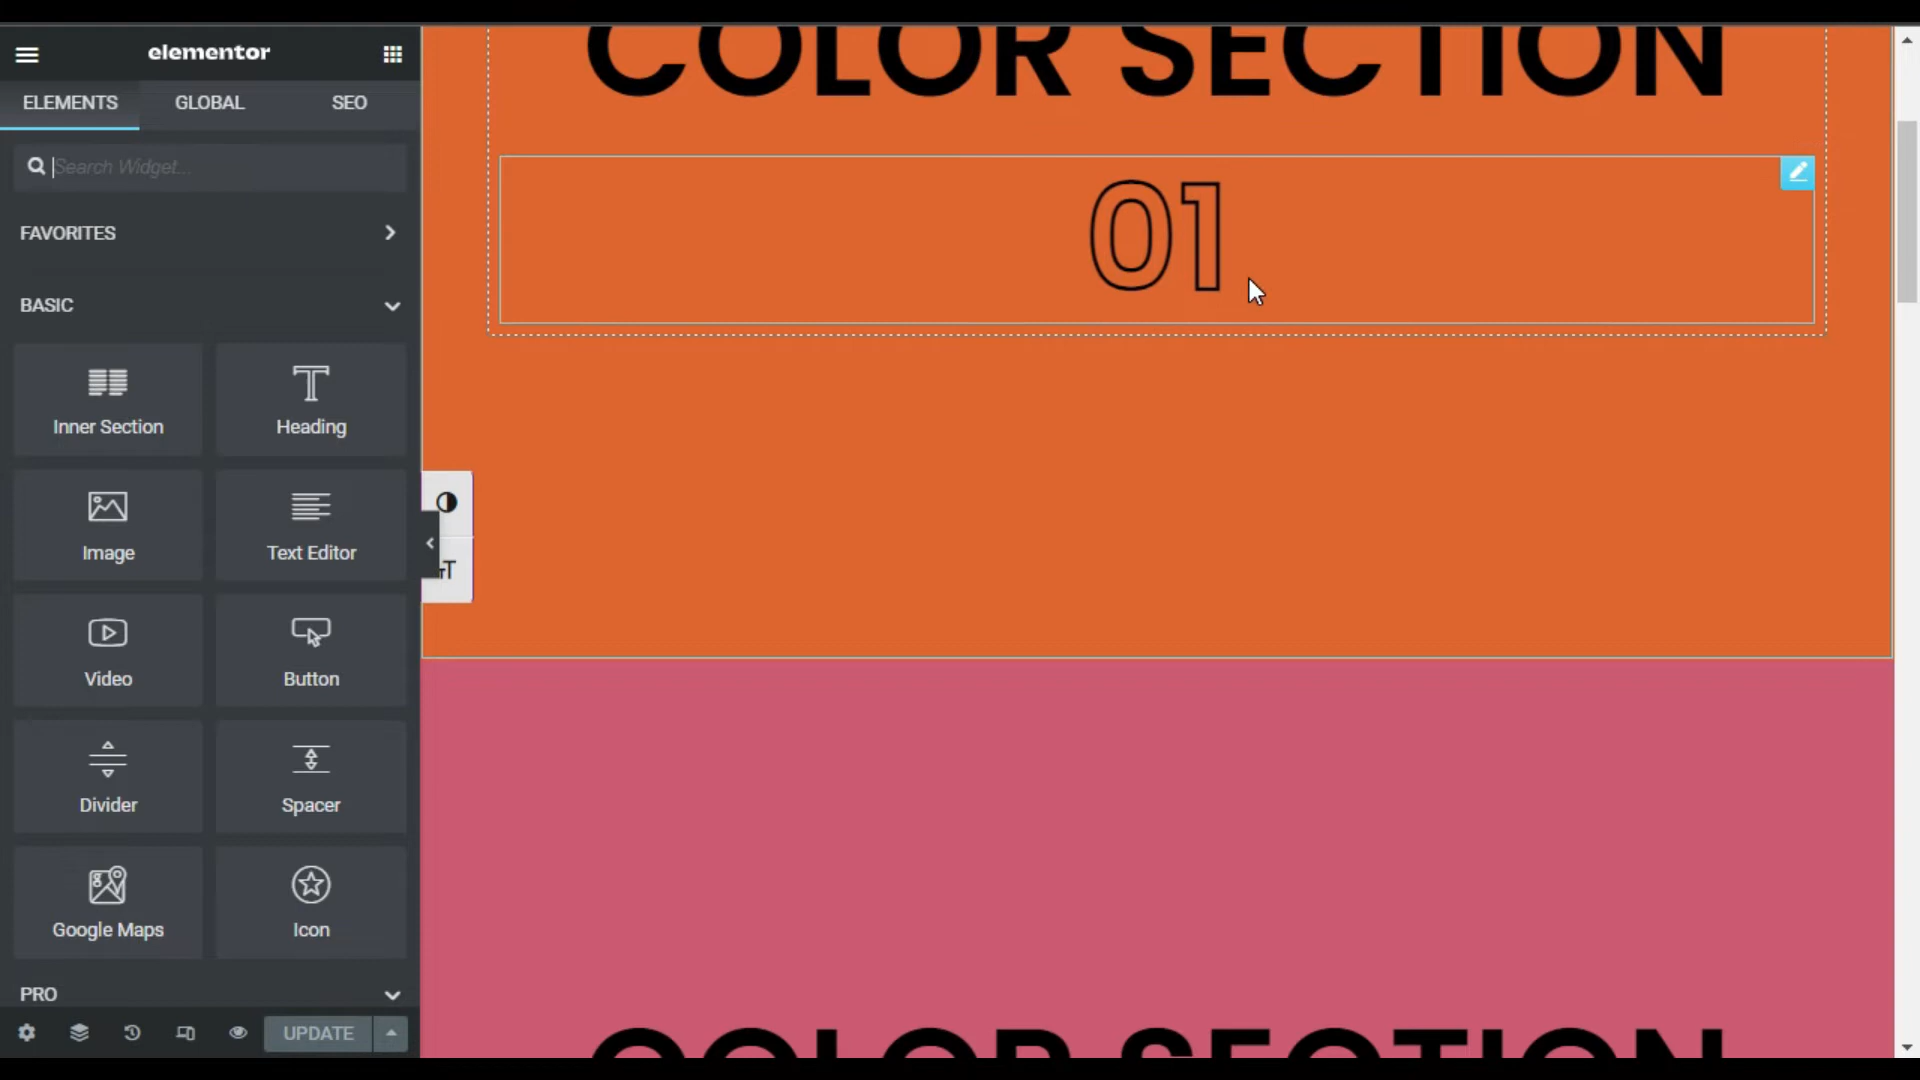 elementor
ELEMENTS GLOBAL SEO
Search Widget...
FAVORITES
BASIC
Inner Section Heading
Image Text Editor
Video Button
Divider Spacer
Google Maps Icon
PRO
UPDATE
COLOR SECTION
01
TT
COLOR SECTION